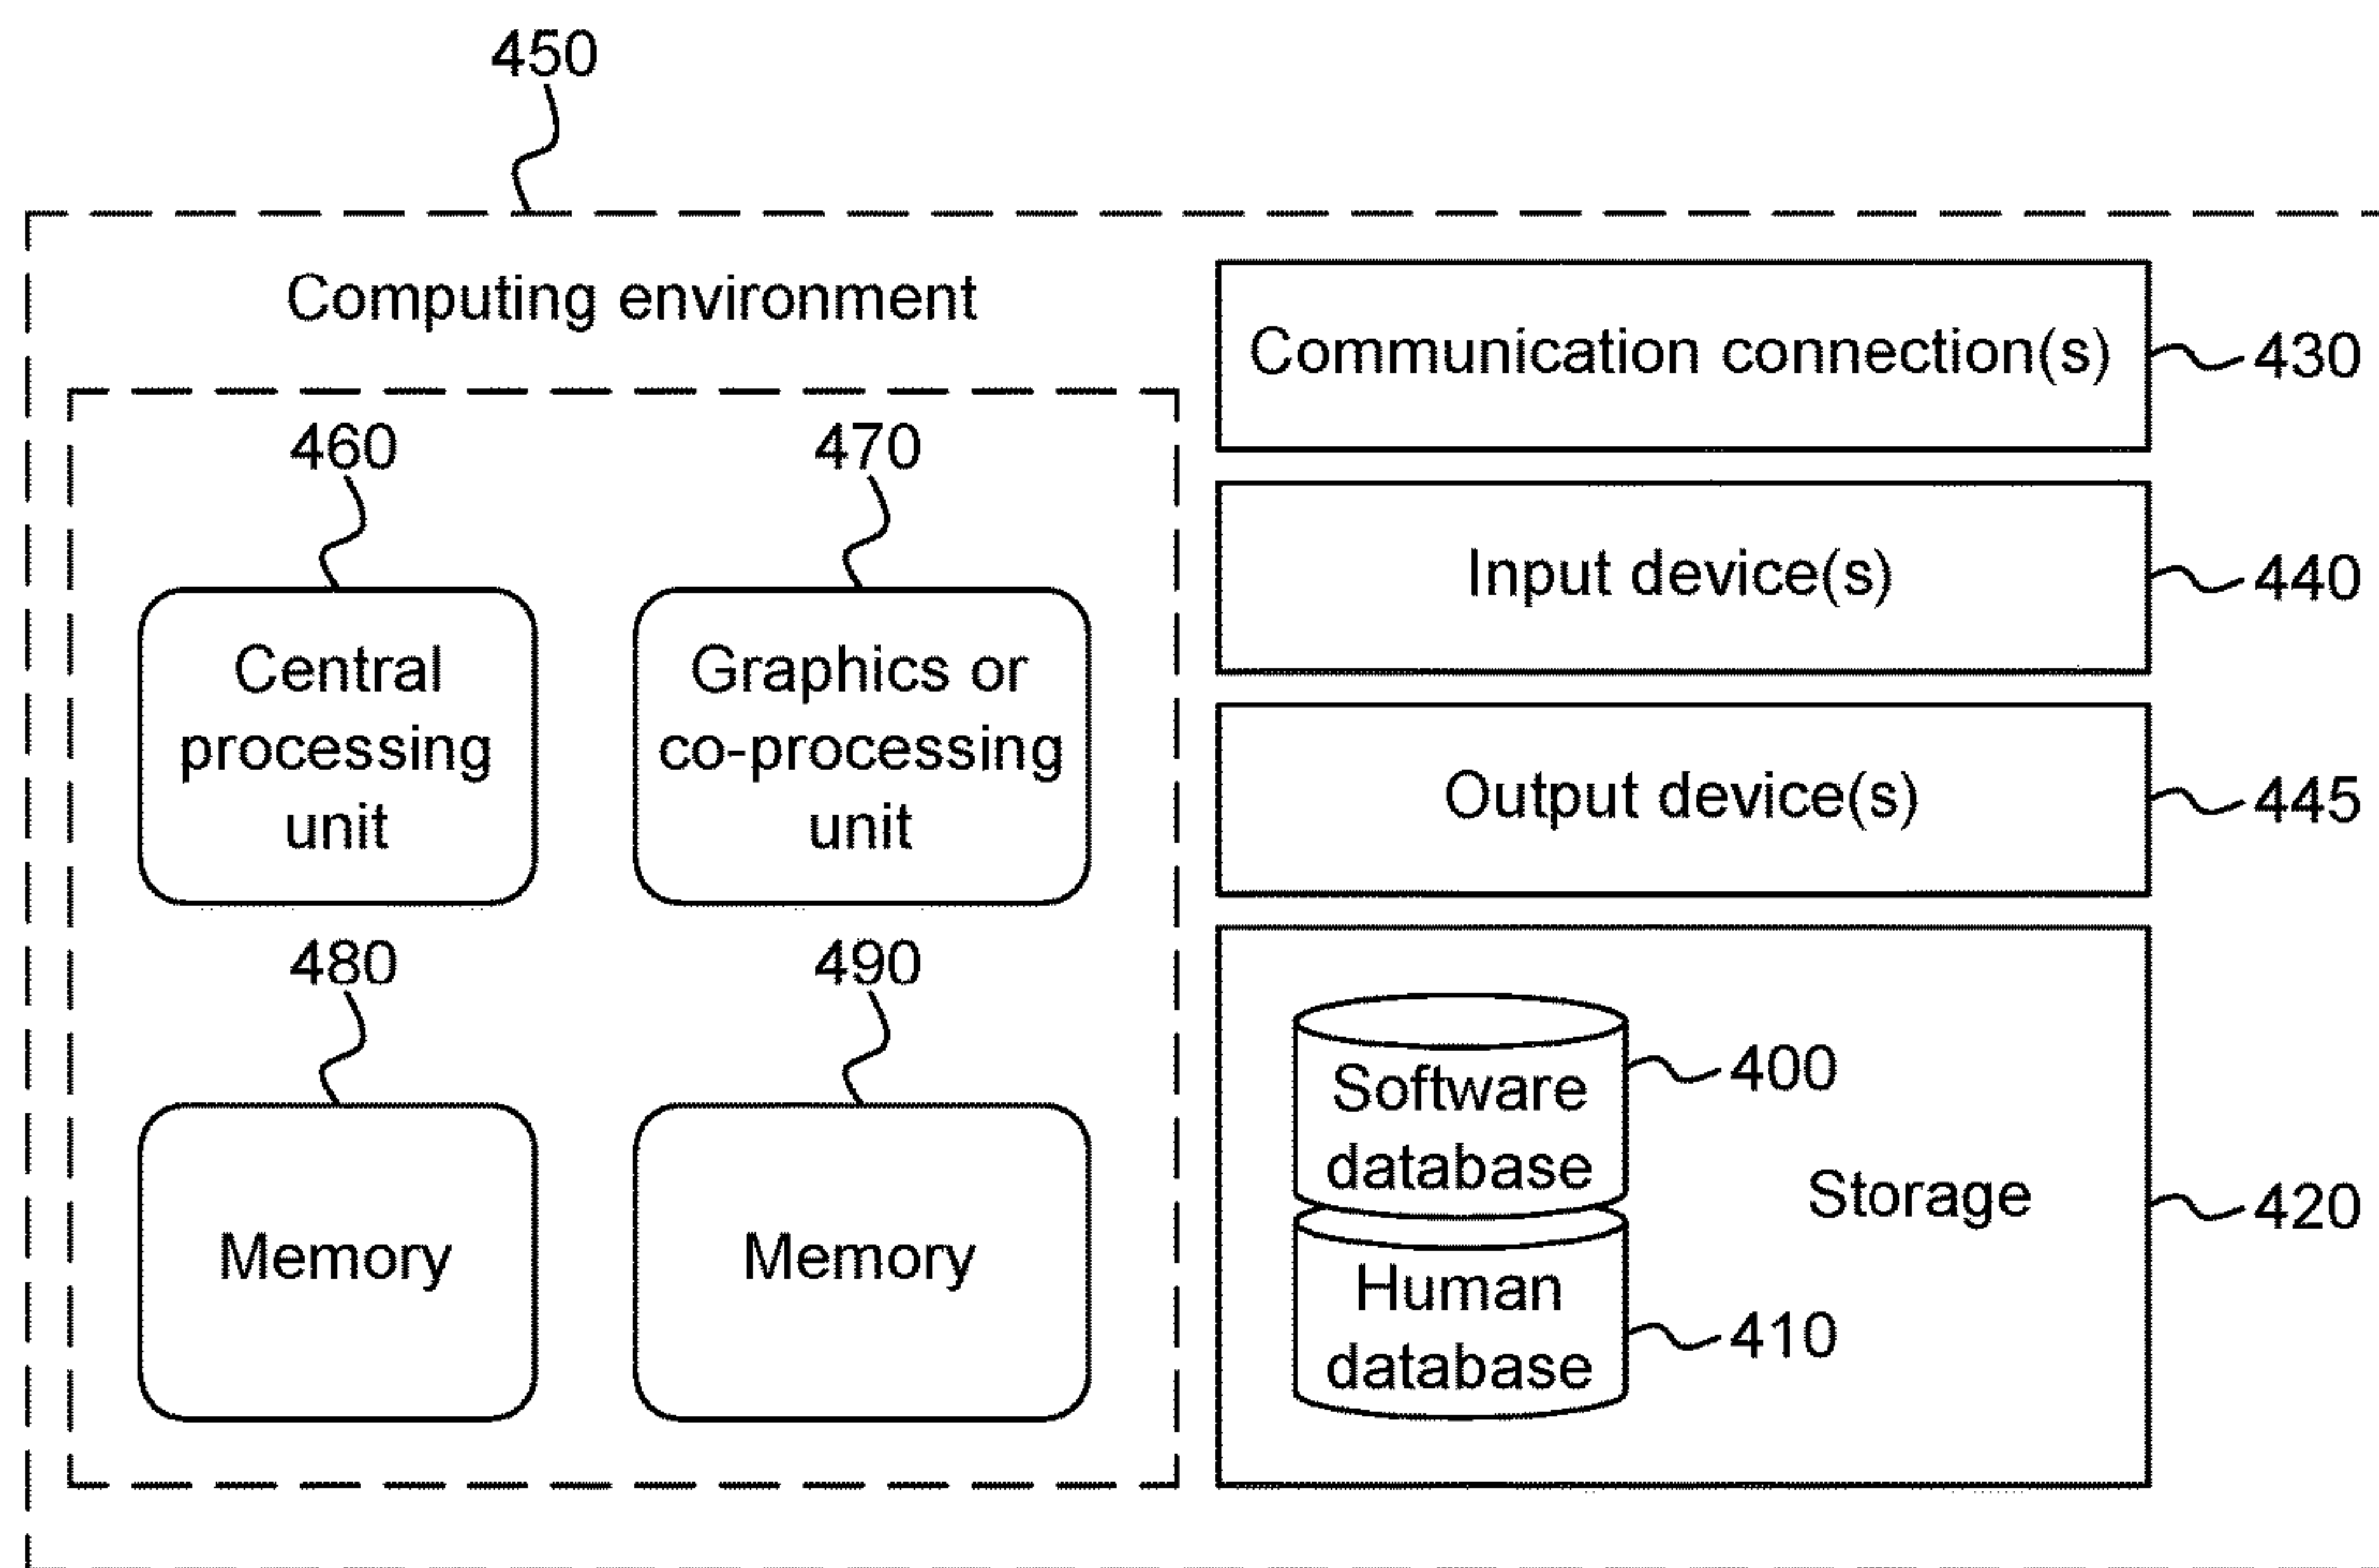 450
Computing environment
460
470
Central
processing
unit
Graphics or
co-processing
unit
480
490
Memory
Memory
Communication connection(s)
430
Input device(s)
440
Output device(s)
445
Software
database
400
Storage
420
Human
database
410